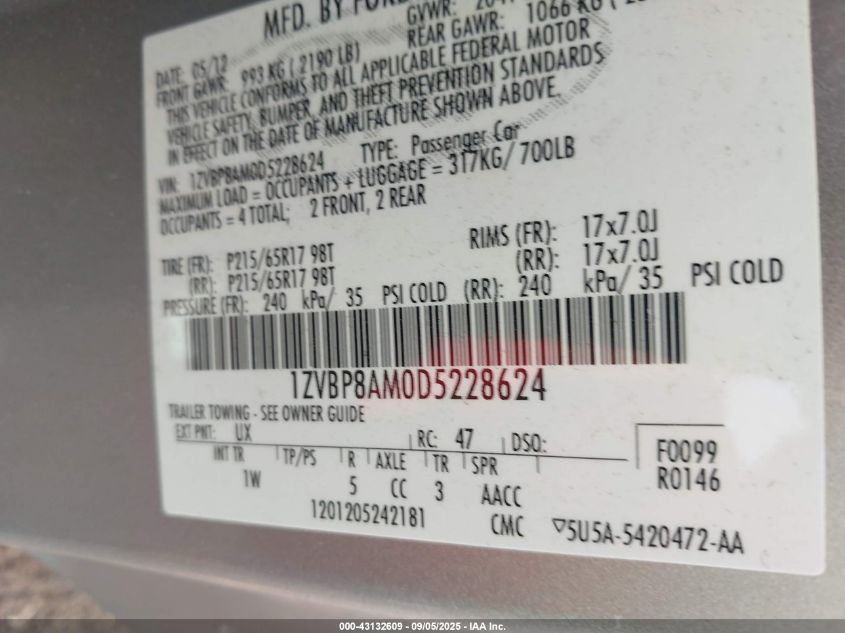 MFD. BY FORD
GVWR:
DATE: 05/12
REAR GAWR: 1066 KG
FRONT GAWR: 993 KG ( 2190 LB)
THIS VEHICLE CONFORMS TO ALL APPLICABLE FEDERAL MOTOR
VEHICLE SAFETY, BUMPER, AND THEFT PREVENTION STANDARDS
IN EFFECT ON THE DATE OF MANUFACTURE SHOWN ABOVE.
VIN: 1ZVBP8AM0D5228624 TYPE: Passenger Car
MAXIMUM LOAD = OCCUPANTS + LUGGAGE = 317KG/ 700LB
OCCUPANTS = 4 TOTAL; 2 FRONT, 2 REAR
TIRE (FR): P215/65R17 98T RIMS (FR): 17x7.0J
(RR): P215/65R17 98T (RR): 17x7.0J
PRESSURE (FR): 240 kPa/ 35 PSI COLD (RR): 240 kPa/ 35 PSI COLD
1ZVBP8AM0D5228624
TRAILER TOWING - SEE OWNER GUIDE
EXT PNT: UX RC: 47 DSO: F0099
INT TR TP/PS R AXLE TR SPR R0146
1W 5 CC 3 AACC
1201205242181 CMC ▽5U5A-5420472-AA
000-43132609 - 09/05/2025 - IAA Inc.